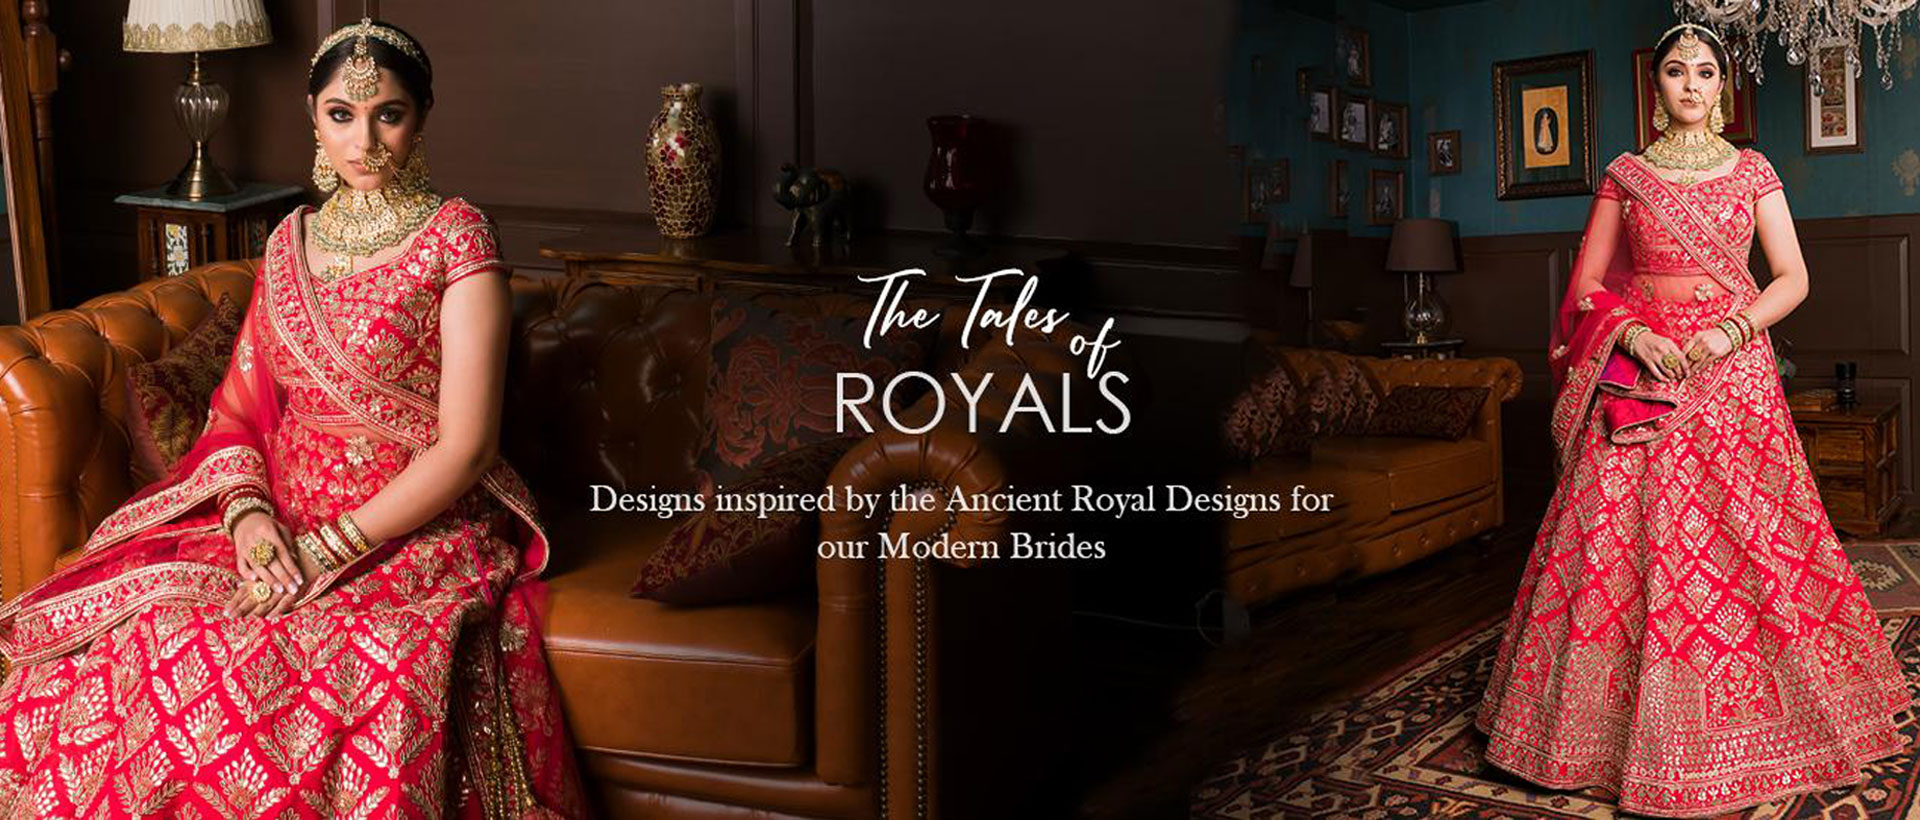 The Tales of
ROYALS
Designs inspired by the Ancient Royal Designs for
our Modern Brides